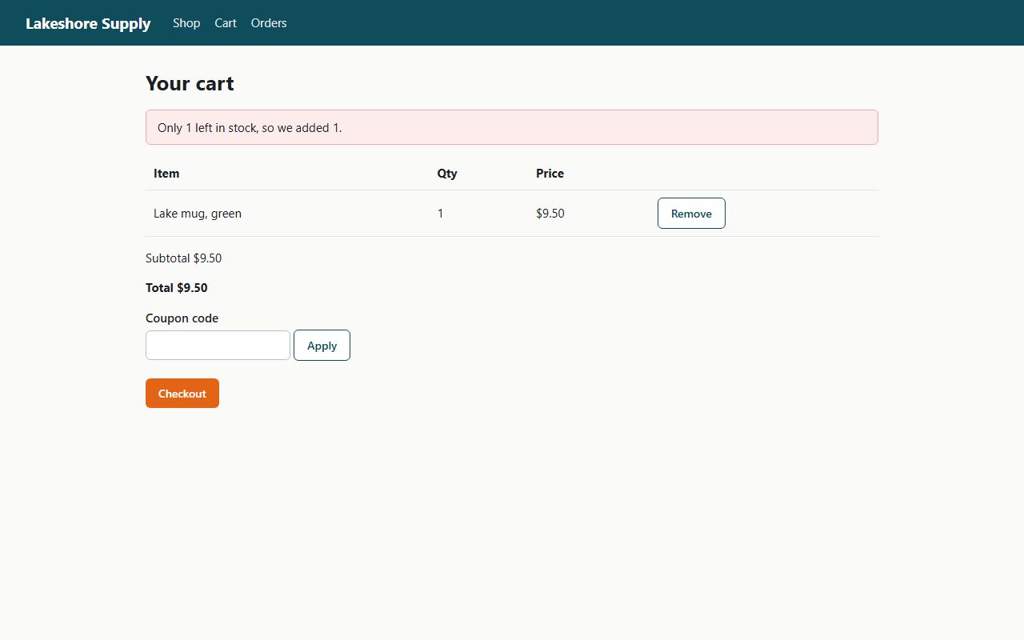 Lakeshore Supply Shop Cart Orders
Your cart
Only 1 left in stock, so we added 1.
Item Qty Price
Lake mug, green 1 $9.50 Remove
Subtotal $9.50
Total $9.50
Coupon code
Apply
Checkout